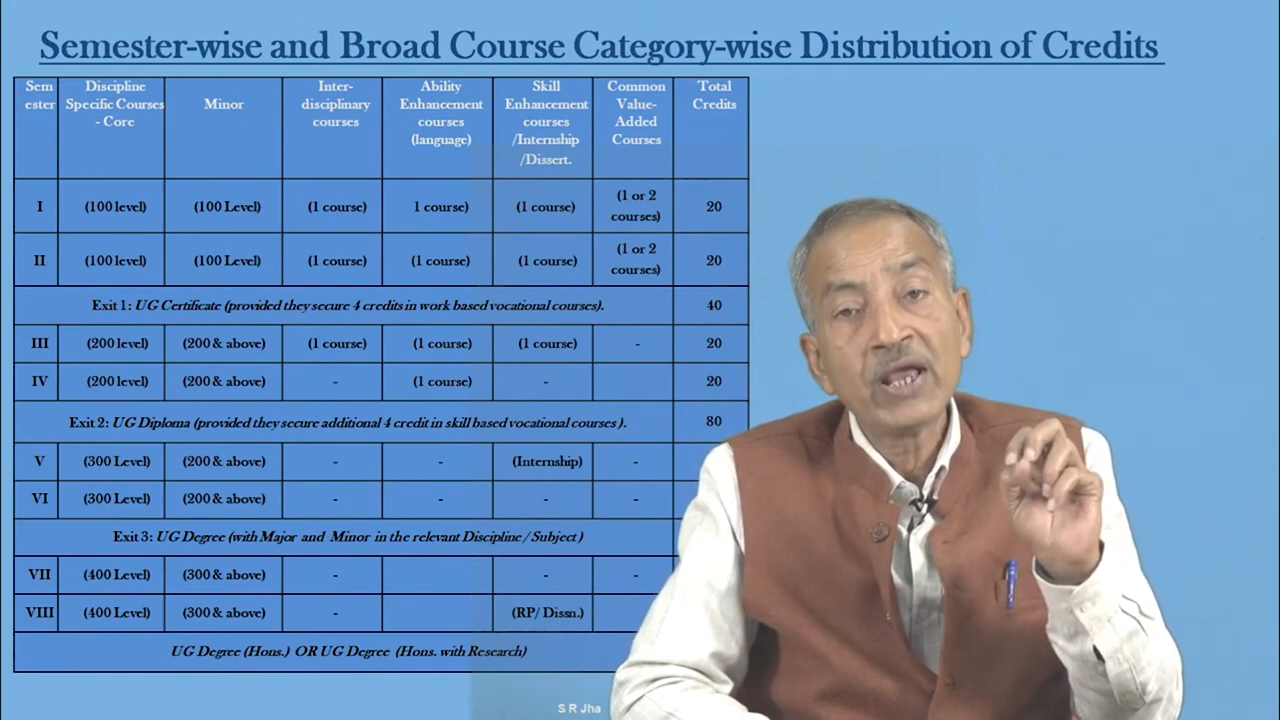 Semester-wise and Broad Course Category-wise Distribution of Credits
Sem ester | Discipline Specific Courses - Core | Minor | Inter- disciplinary courses | Ability Enhancement courses (language) | Skill Enhancement courses /Internship /Dissert. | Common Value- Added Courses | Total Credits
I | (100 level) | (100 Level) | (1 course) | 1 course) | (1 course) | (1 or 2 courses) | 20
II | (100 level) | (100 Level) | (1 course) | (1 course) | (1 course) | (1 or 2 courses) | 20
Exit 1: UG Certificate (provided they secure 4 credits in work based vocational courses). | 40
III | (200 level) | (200 & above) | (1 course) | (1 course) | (1 course) | - | 20
IV | (200 level) | (200 & above) | - | (1 course) | - | | 20
Exit 2: UG Diploma (provided they secure additional 4 credit in skill based vocational courses ). | 80
V | (300 Level) | (200 & above) | - | - | (Internship) | -
VI | (300 Level) | (200 & above) | - | - | - | -
Exit 3: UG Degree (with Major and Minor in the relevant Discipline / Subject )
VII | (400 Level) | (300 & above) | - | | - | -
VIII | (400 Level) | (300 & above) | - | | (RP/ Dissn.)
UG Degree (Hons.) OR UG Degree (Hons. with Research)
S R Jha